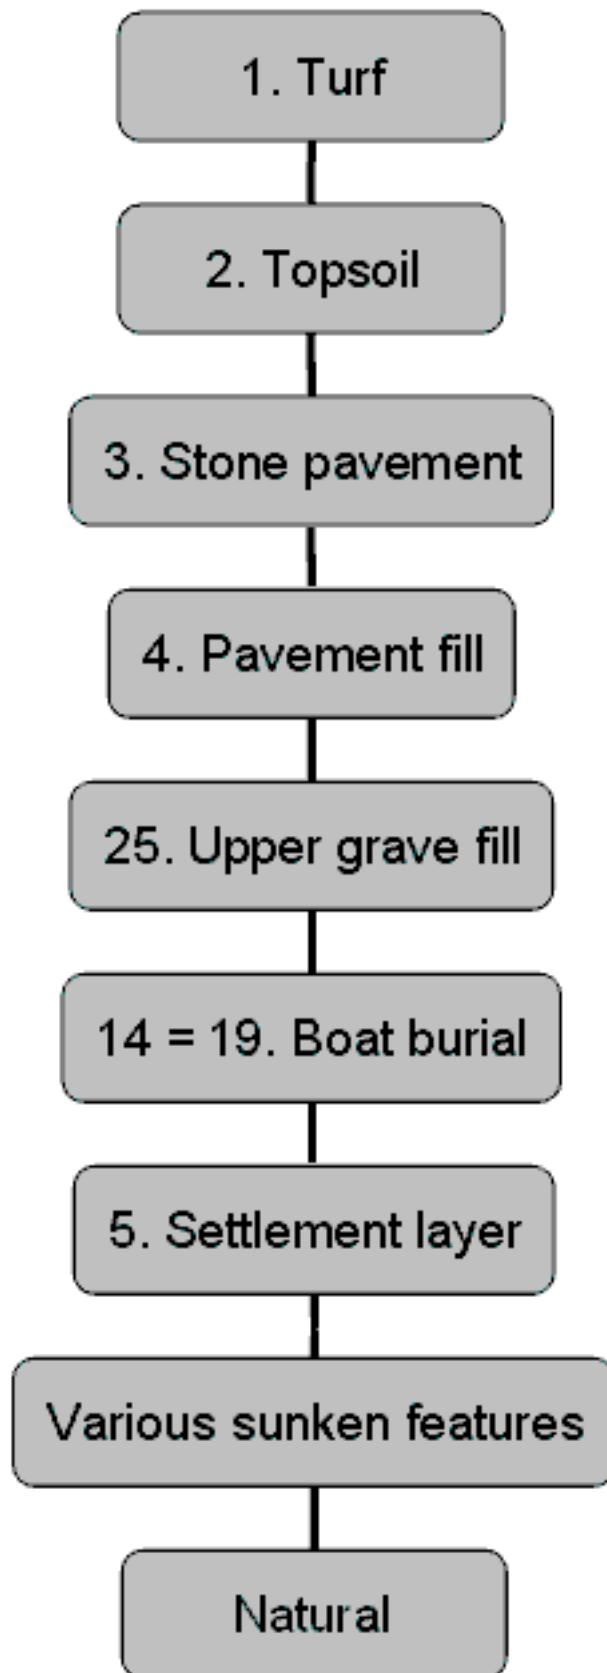 1. Turf
2. Topsoil
3. Stone pavement
4. Pavement fill
25. Upper grave fill
14 = 19. Boat burial
5. Settlement layer
Various sunken features
Natural